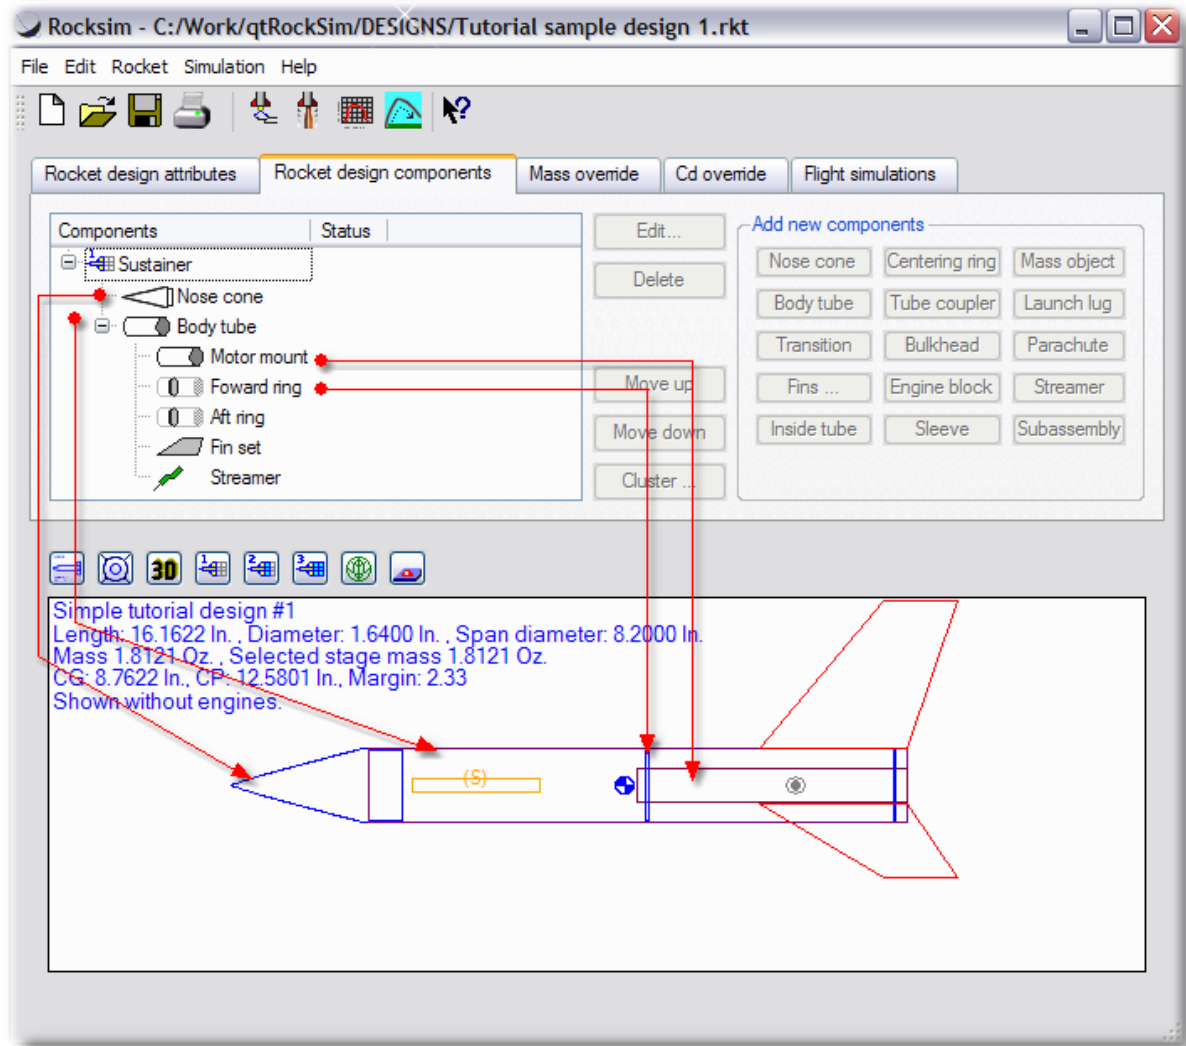 Rocksim - C:/Work/qtRockSim/DESIGNS/Tutorial sample design 1.rkt
File Edit Rocket Simulation Help
Rocket design attributes Rocket design components Mass override Cd override Flight simulations
Components Status
Sustainer
Nose cone
Body tube
Motor mount
Foward ring
Aft ring
Fin set
Streamer
Edit...
Delete
Move up
Move down
Cluster ...
Add new components
Nose cone Centering ring Mass object
Body tube Tube coupler Launch lug
Transition Bulkhead Parachute
Fins ... Engine block Streamer
Inside tube Sleeve Subassembly
3D 1 2 3
Simple tutorial design #1
Length: 16.1622 In. , Diameter: 1.6400 In. , Span diameter: 8.2000 In.
Mass 1.8121 Oz. , Selected stage mass 1.8121 Oz.
CG: 8.7622 In., CP: 12.5801 In., Margin: 2.33
Shown without engines.
(S)